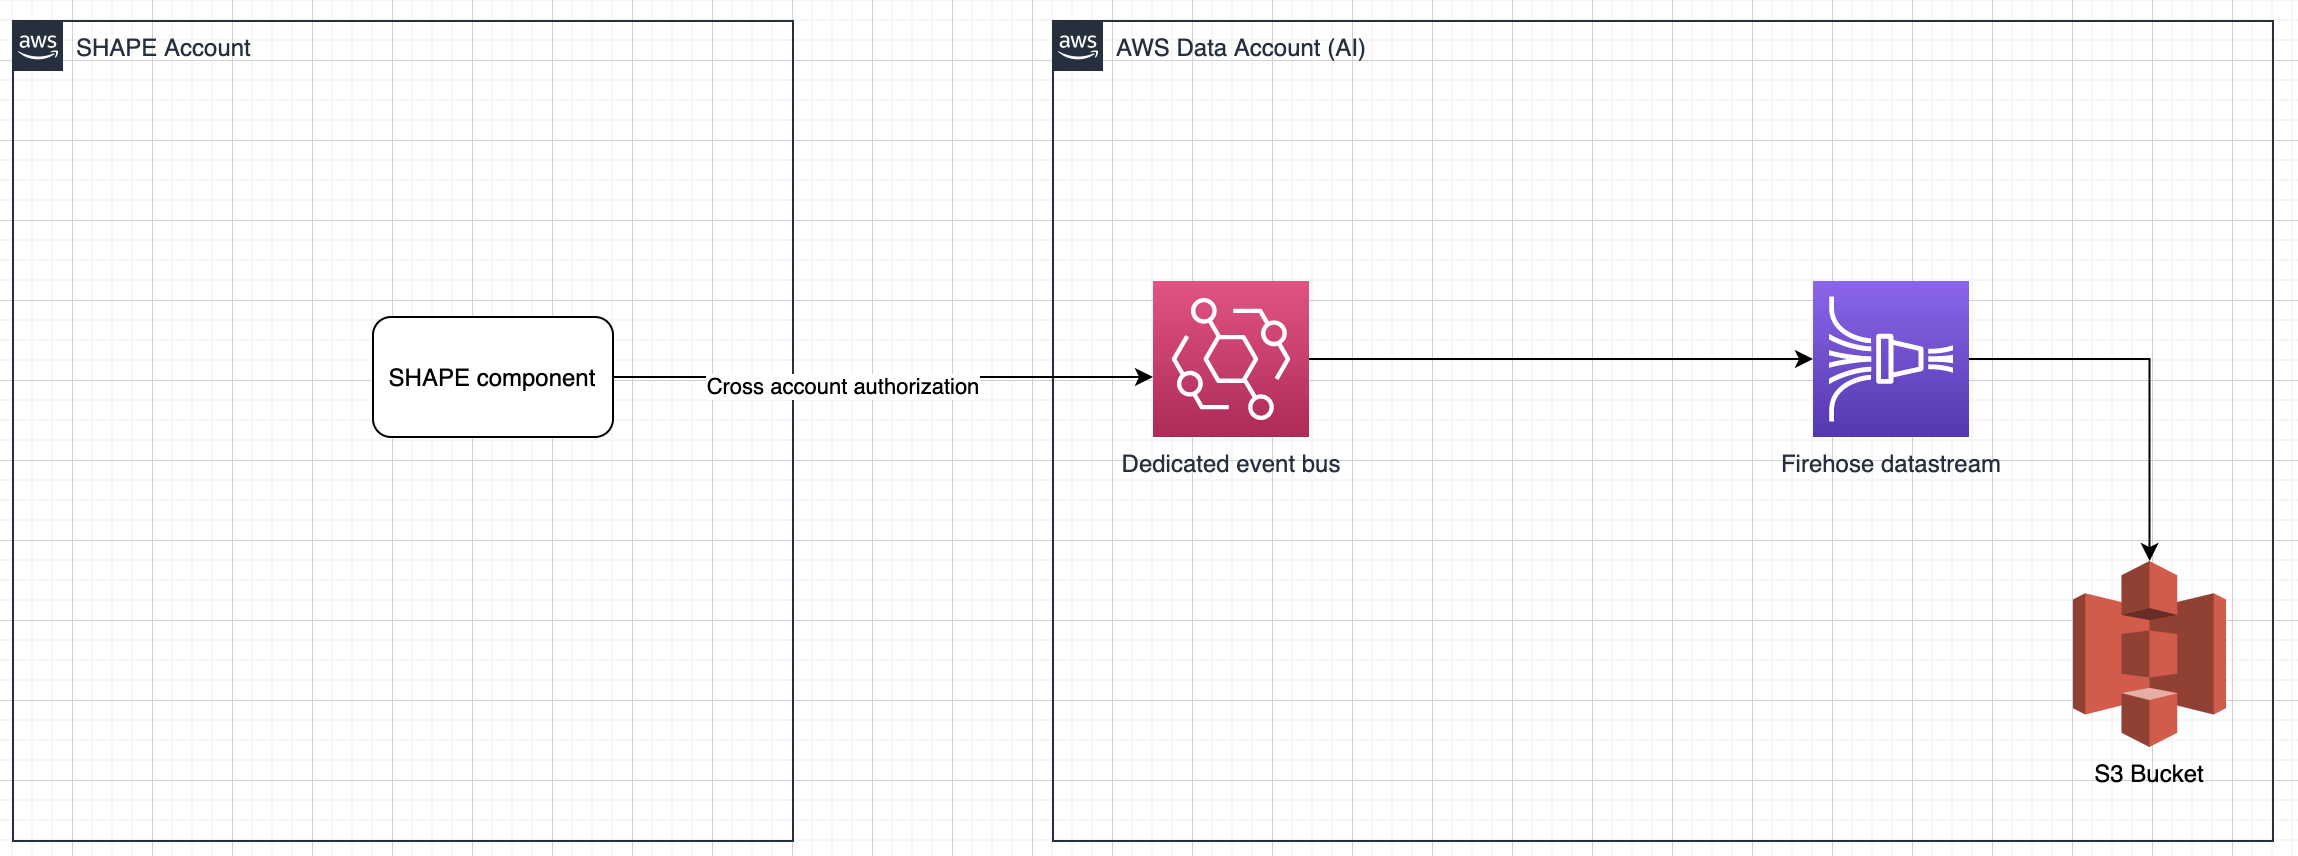 aws
SHAPE Account
aws
AWS Data Account (AI)
SHAPE component
Cross account authorization
Dedicated event bus
Firehose datastream
S3 Bucket